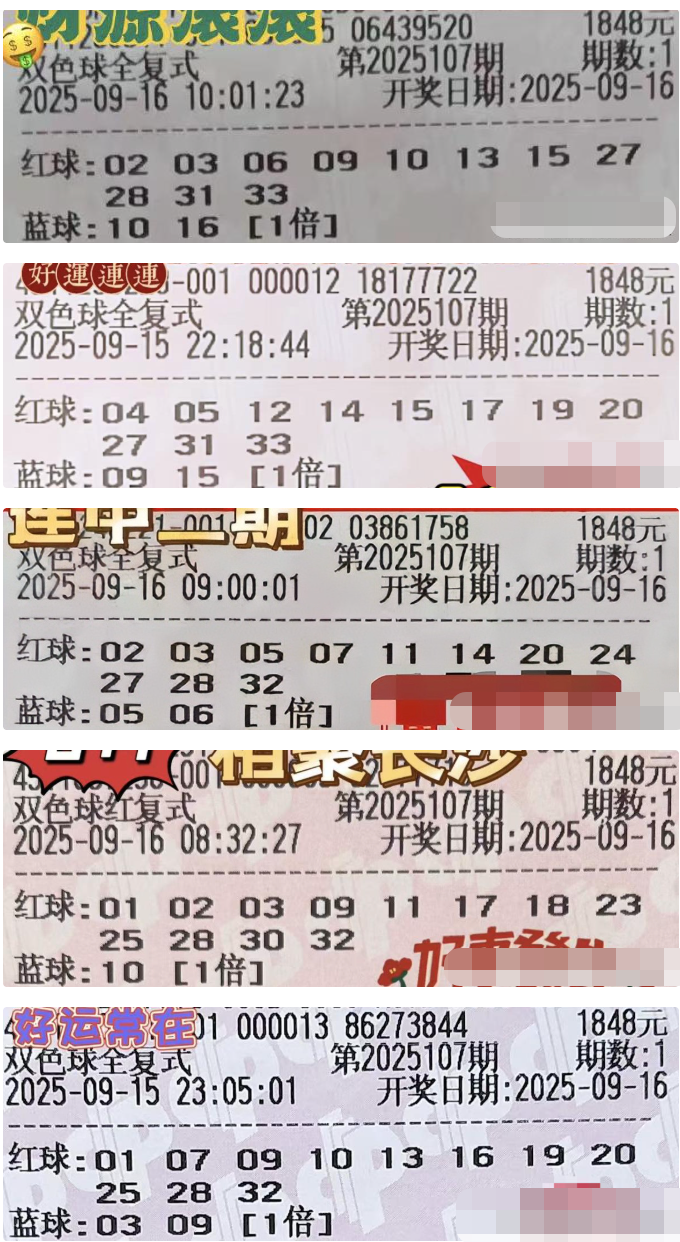 财源滚滚
06439520 1848元
双色球全复式 第2025107期 期数:1
2025-09-16 10:01:23 开奖日期:2025-09-16
红球:02 03 06 09 10 13 15 27
28 31 33
蓝球:10 16 [1倍]
好運連連
-001 000012 18177722 1848元
双色球全复式 第2025107期 期数:1
2025-09-15 22:18:44 开奖日期:2025-09-16
红球:04 05 12 14 15 17 19 20
27 31 33
蓝球:09 15 [1倍]
逢中二期
02 03861758 1848元
双色球全复式 第2025107期 期数:1
2025-09-16 09:00:01 开奖日期:2025-09-16
红球:02 03 05 07 11 14 20 24
27 28 32
蓝球:05 06 [1倍]
相聚长沙
1848元
双色球红复式 第2025107期 期数:1
2025-09-16 08:32:27 开奖日期:2025-09-16
红球:01 02 03 09 11 17 18 23
25 28 30 32
蓝球:10 [1倍]
好运常在
01 000013 86273844 1848元
双色球全复式 第2025107期 期数:1
2025-09-15 23:05:01 开奖日期:2025-09-16
红球:01 07 09 10 13 16 19 20
25 28 32
蓝球:03 09 [1倍]